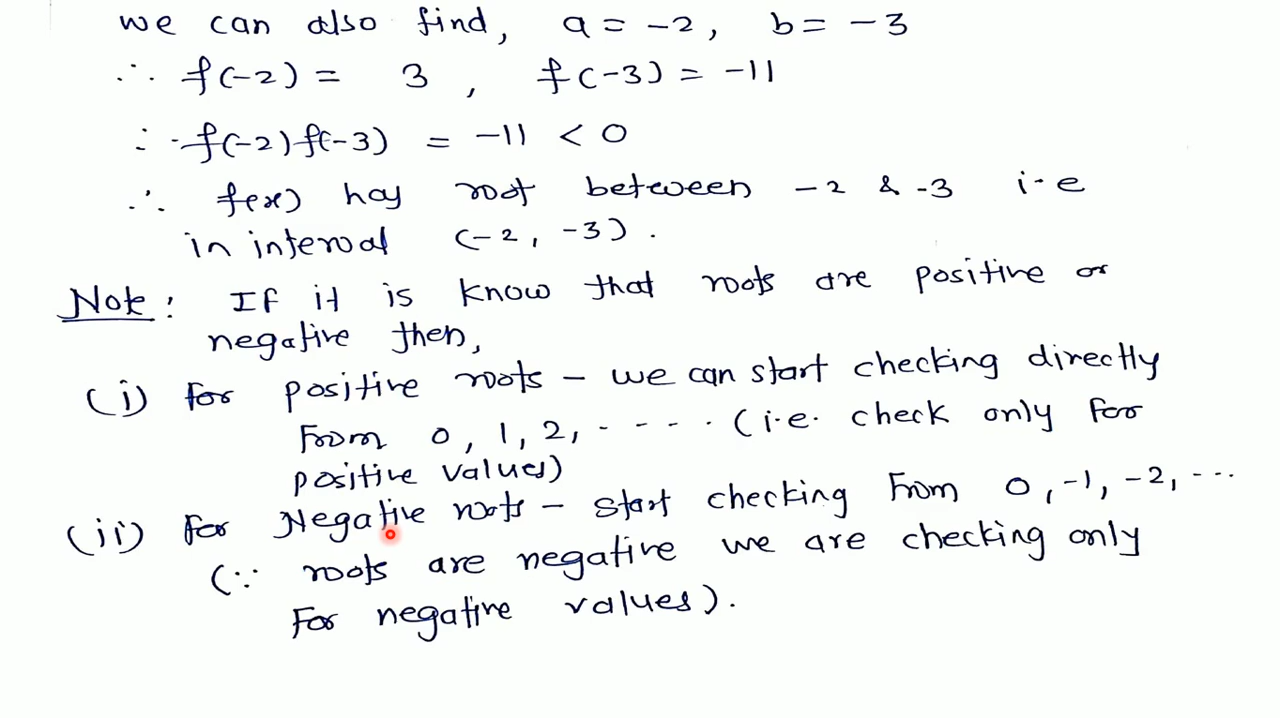 we can also find, a = -2, b = -3
∴ f(-2) = 3 , f(-3) = -11
∴ f(-2)f(-3) = -11 < 0
∴ f(x) has root between -2 & -3 i.e
in interval (-2, -3).
Note: If it is know that roots are positive or
negative then,
(i) for positive roots - we can start checking directly
From 0, 1, 2, - - - - . (i.e. check only for
positive values)
(ii) for Negative roots - start checking From 0, -1, -2, ...
(∵ roots are negative we are checking only
For negative values).